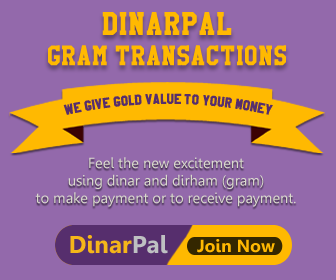 DINARPAL
GRAM TRANSACTIONS
WE GIVE GOLD VALUE TO YOUR MONEY
Feel the new excitement
using dinar and dirham (gram)
to make payment or to receive payment.
DinarPal Join Now